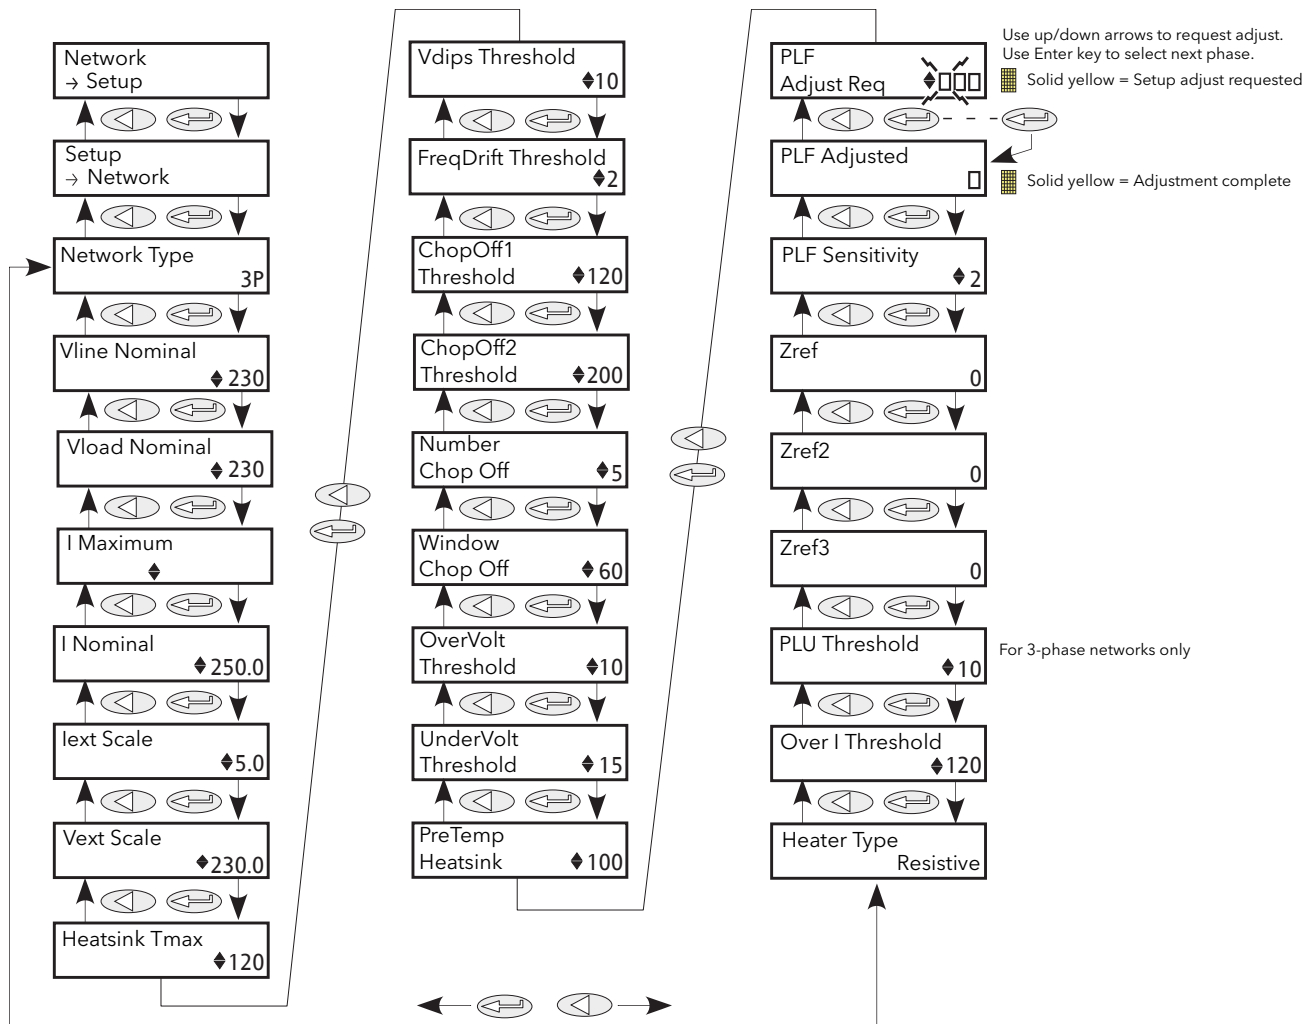 Network
→ Setup
Setup
→ Network
Network Type
3P
Vline Nominal
230
Vload Nominal
230
I Maximum
I Nominal
250.0
Iext Scale
5.0
Vext Scale
230.0
Heatsink Tmax
120
Vdips Threshold
10
FreqDrift Threshold
2
ChopOff1
Threshold 120
ChopOff2
Threshold 200
Number
Chop Off 5
Window
Chop Off 60
OverVolt
Threshold 10
UnderVolt
Threshold 15
PreTemp
Heatsink 100
PLF
Adjust Req
Use up/down arrows to request adjust.
Use Enter key to select next phase.
Solid yellow = Setup adjust requested
PLF Adjusted
Solid yellow = Adjustment complete
PLF Sensitivity
2
Zref
0
Zref2
0
Zref3
0
PLU Threshold
10
For 3-phase networks only
Over I Threshold
120
Heater Type
Resistive